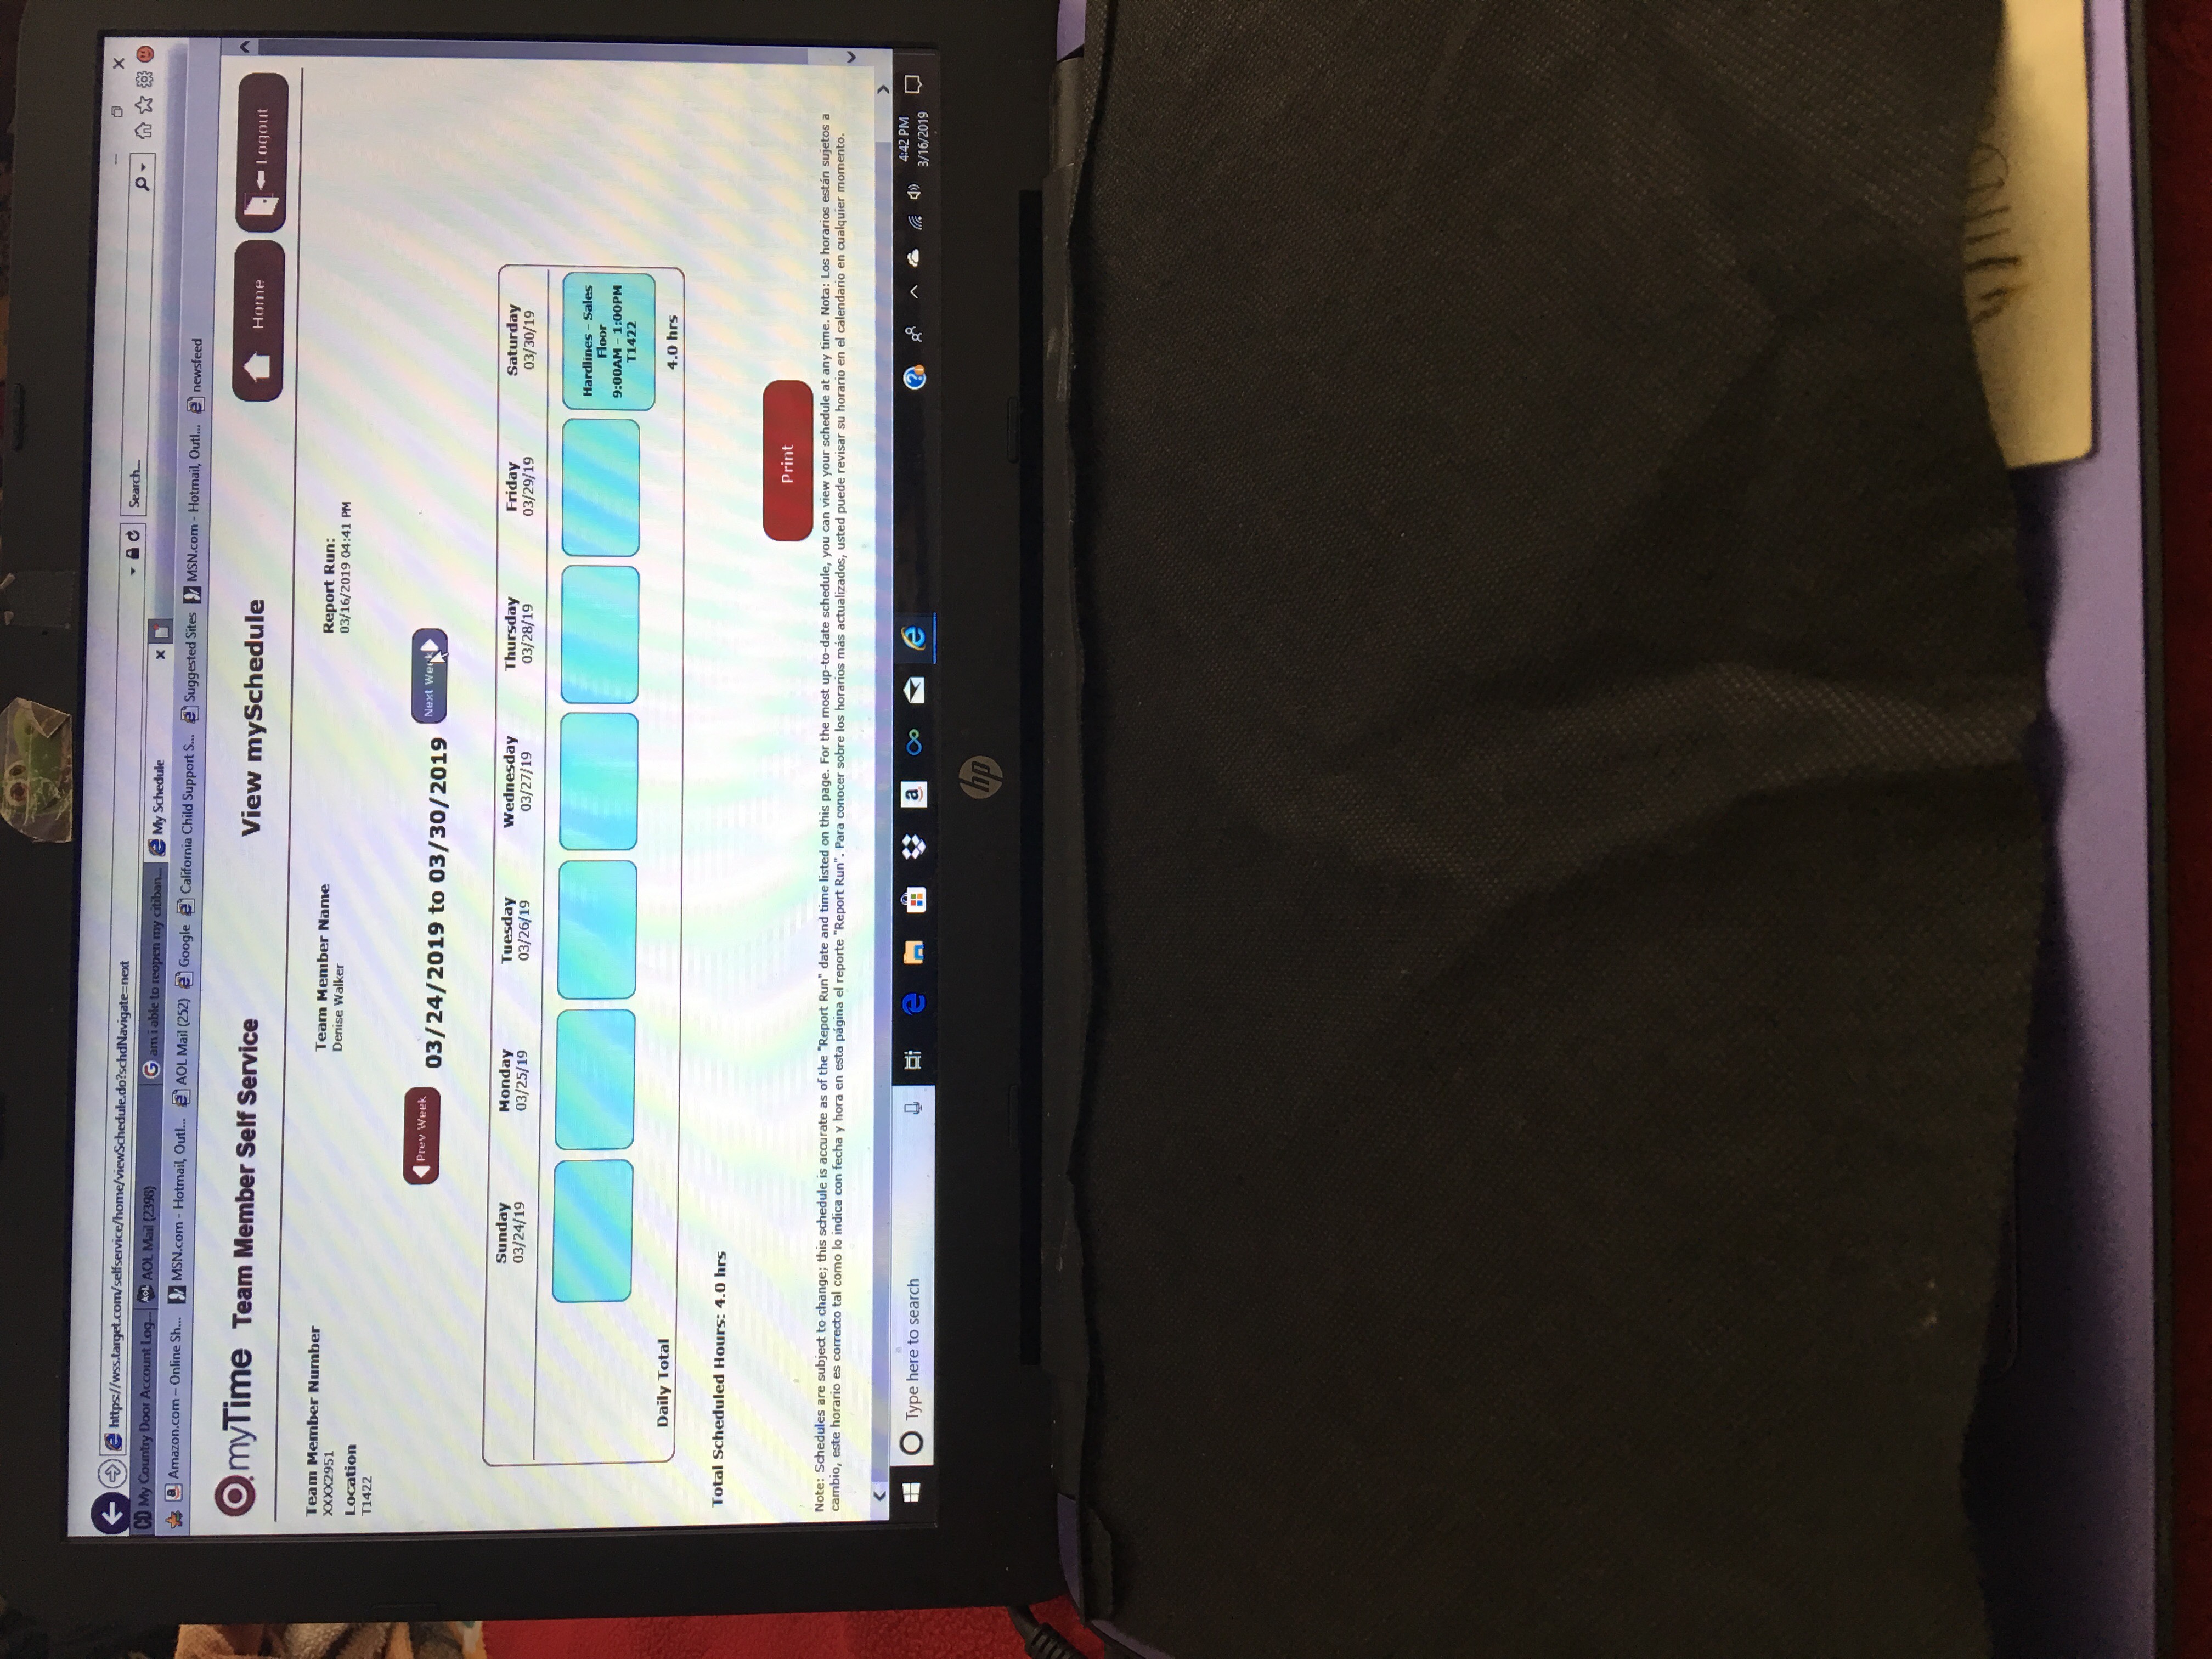 https://wss.target.com/selfservice/home/viewSchedule.do?schdNavigate=next
Search...
CD My Country Door Account Log...
AOL AOL Mail (2398)
G am i able to reopen my citiban...
My Schedule
a Amazon.com – Online Sh...
MSN.com - Hotmail, Outl...
AOL Mail (252)
Google
California Child Support S...
Suggested Sites
MSN.com - Hotmail, Outl...
newsfeed
myTime Team Member Self Service
View mySchedule
Home
Logout
Team Member Number
XXXX2951
Location
T1422
Team Member Name
Denise Walker
Report Run:
03/16/2019 04:41 PM
Prev Week
03/24/2019 to 03/30/2019
Next Week
Sunday
03/24/19
Monday
03/25/19
Tuesday
03/26/19
Wednesday
03/27/19
Thursday
03/28/19
Friday
03/29/19
Saturday
03/30/19
Hardlines - Sales
Floor
9:00AM - 1:00PM
T1422
Daily Total
4.0 hrs
Total Scheduled Hours: 4.0 hrs
Print
Note: Schedules are subject to change; this schedule is accurate as of the "Report Run" date and time listed on this page. For the most up-to-date schedule, you can view your schedule at any time. Nota: Los horarios están sujetos a
cambio, este horario es correcto tal como lo indica con fecha y hora en esta página el reporte "Report Run". Para conocer sobre los horarios más actualizados, usted puede revisar su horario en el calendario en cualquier momento.
Type here to search
a
4:42 PM
3/16/2019
hp